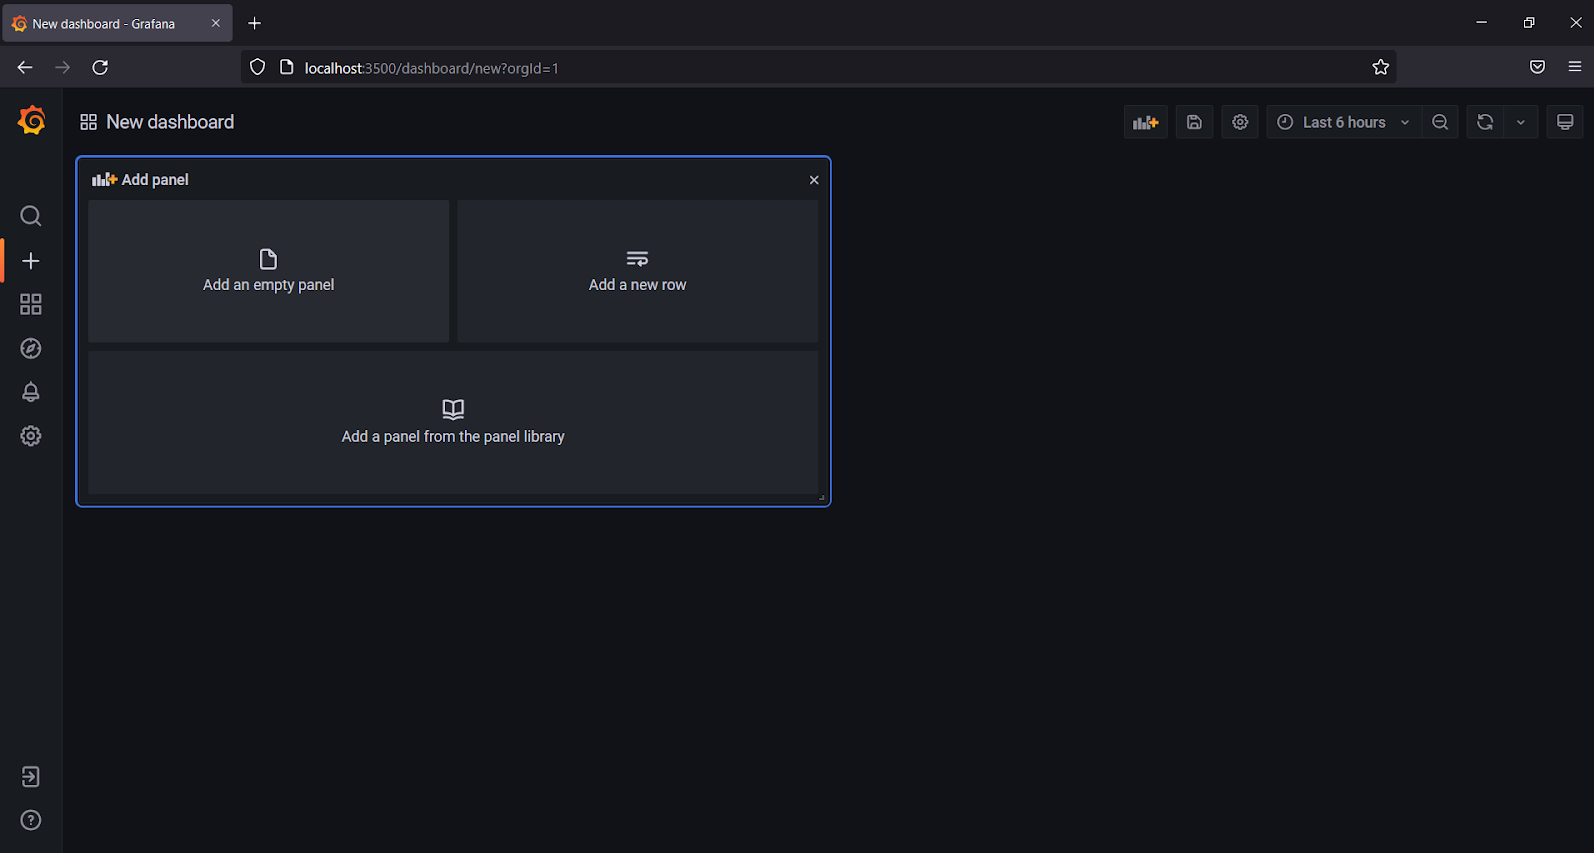 New dashboard - Grafana
localhost:3500/dashboard/new?orgId=1
New dashboard
Last 6 hours
Add panel
Add an empty panel
Add a new row
Add a panel from the panel library